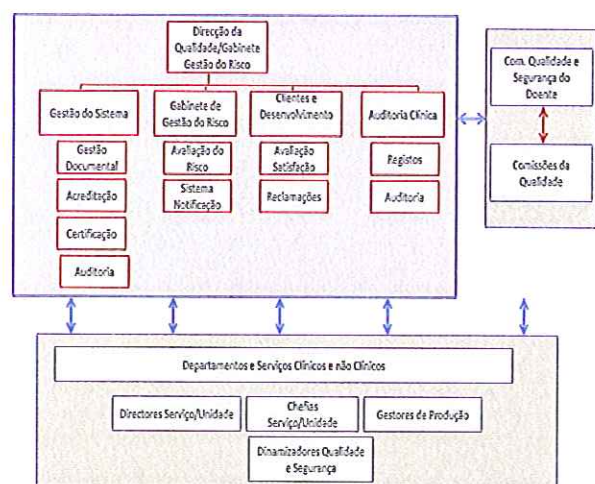 Direcção da
Qualidade/Gabinete
Gestão do Risco
Gestão do Sistema
Gabinete de
Gestão do Risco
Clientes e
Desenvolvimento
Auditoria Clínica
Gestão
Documental
Acreditação
Certificação
Auditoria
Avaliação do
Risco
Sistema
Notificação
Avaliação
Satisfação
Reclamações
Registos
Auditoria
Com. Qualidade e
Segurança do
Doente
Comissões da
Qualidade
Departamentos e Serviços Clínicos e não Clínicos
Directores Serviço/Unidade
Chefias
Serviço/Unidade
Gestores de Produção
Dinamizadores Qualidade
e Segurança